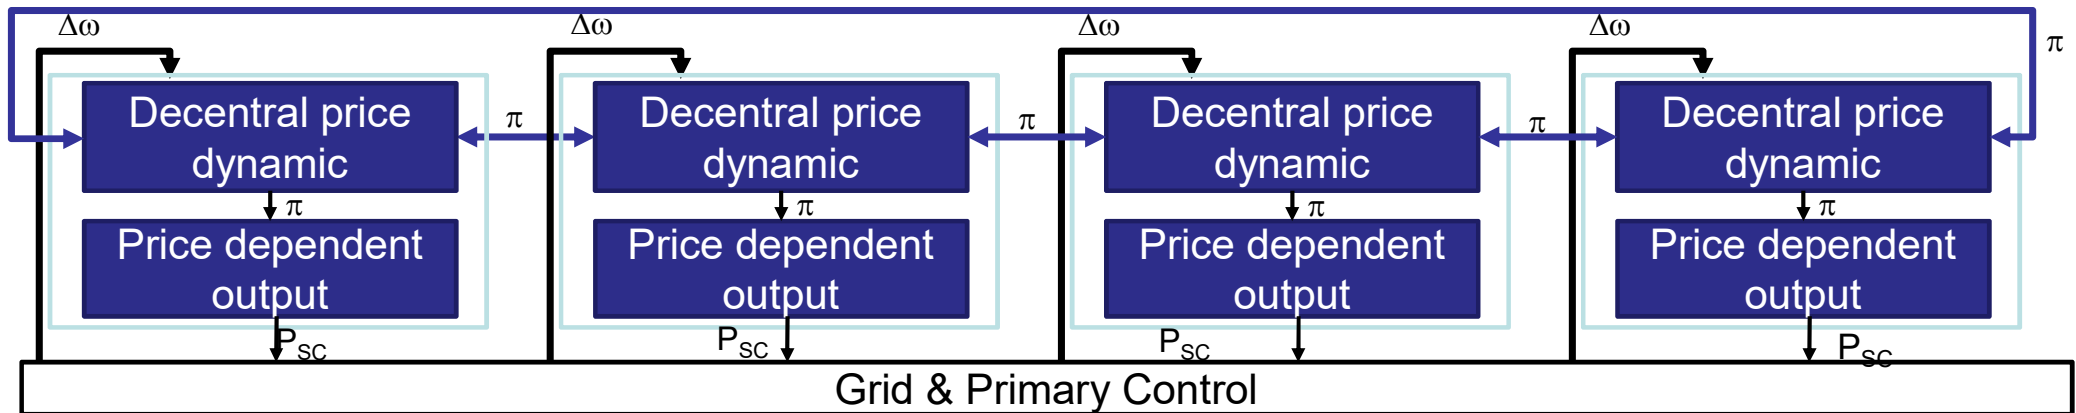 Δω
Δω
Δω
Δω
π
Decentral price
dynamic
π
Decentral price
dynamic
π
Decentral price
dynamic
π
Decentral price
dynamic
π
π
π
π
Price dependent
output
Price dependent
output
Price dependent
output
Price dependent
output
PSC
PSC
PSC
PSC
Grid & Primary Control